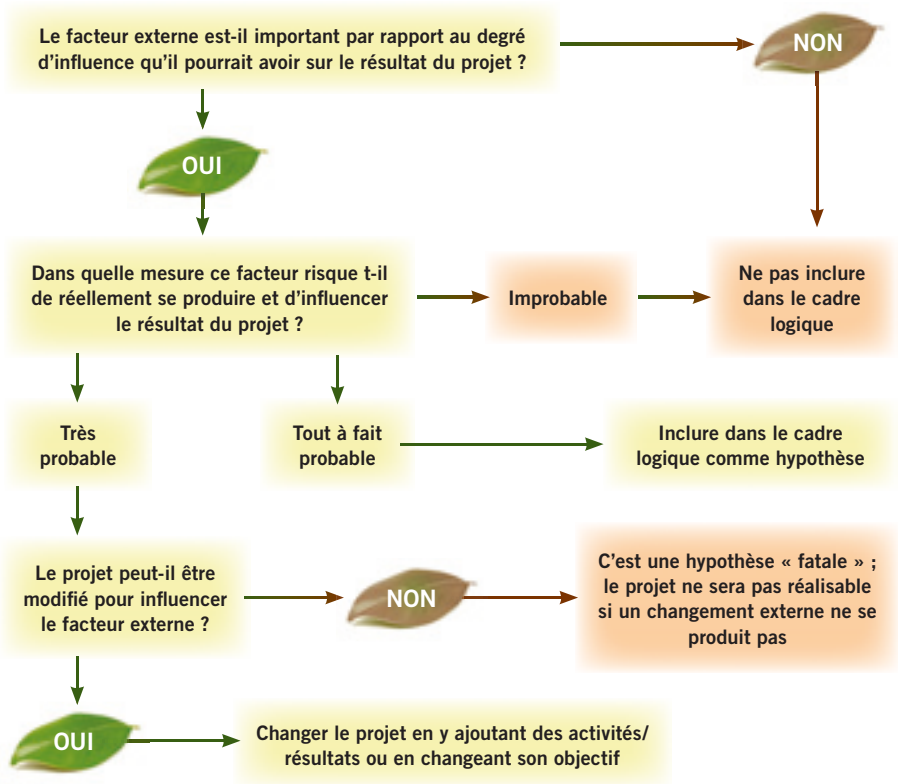 Le facteur externe est-il important par rapport au degré
d’influence qu’il pourrait avoir sur le résultat du projet ?
NON
OUI
Dans quelle mesure ce facteur risque t-il
de réellement se produire et d’influencer
le résultat du projet ?
Improbable
Ne pas inclure
dans le cadre
logique
Très
probable
Tout à fait
probable
Inclure dans le cadre
logique comme hypothèse
Le projet peut-il être
modifié pour influencer
le facteur externe ?
NON
C’est une hypothèse « fatale » ;
le projet ne sera pas réalisable
si un changement externe ne se
produit pas
OUI
Changer le projet en y ajoutant des activités/
résultats ou en changeant son objectif